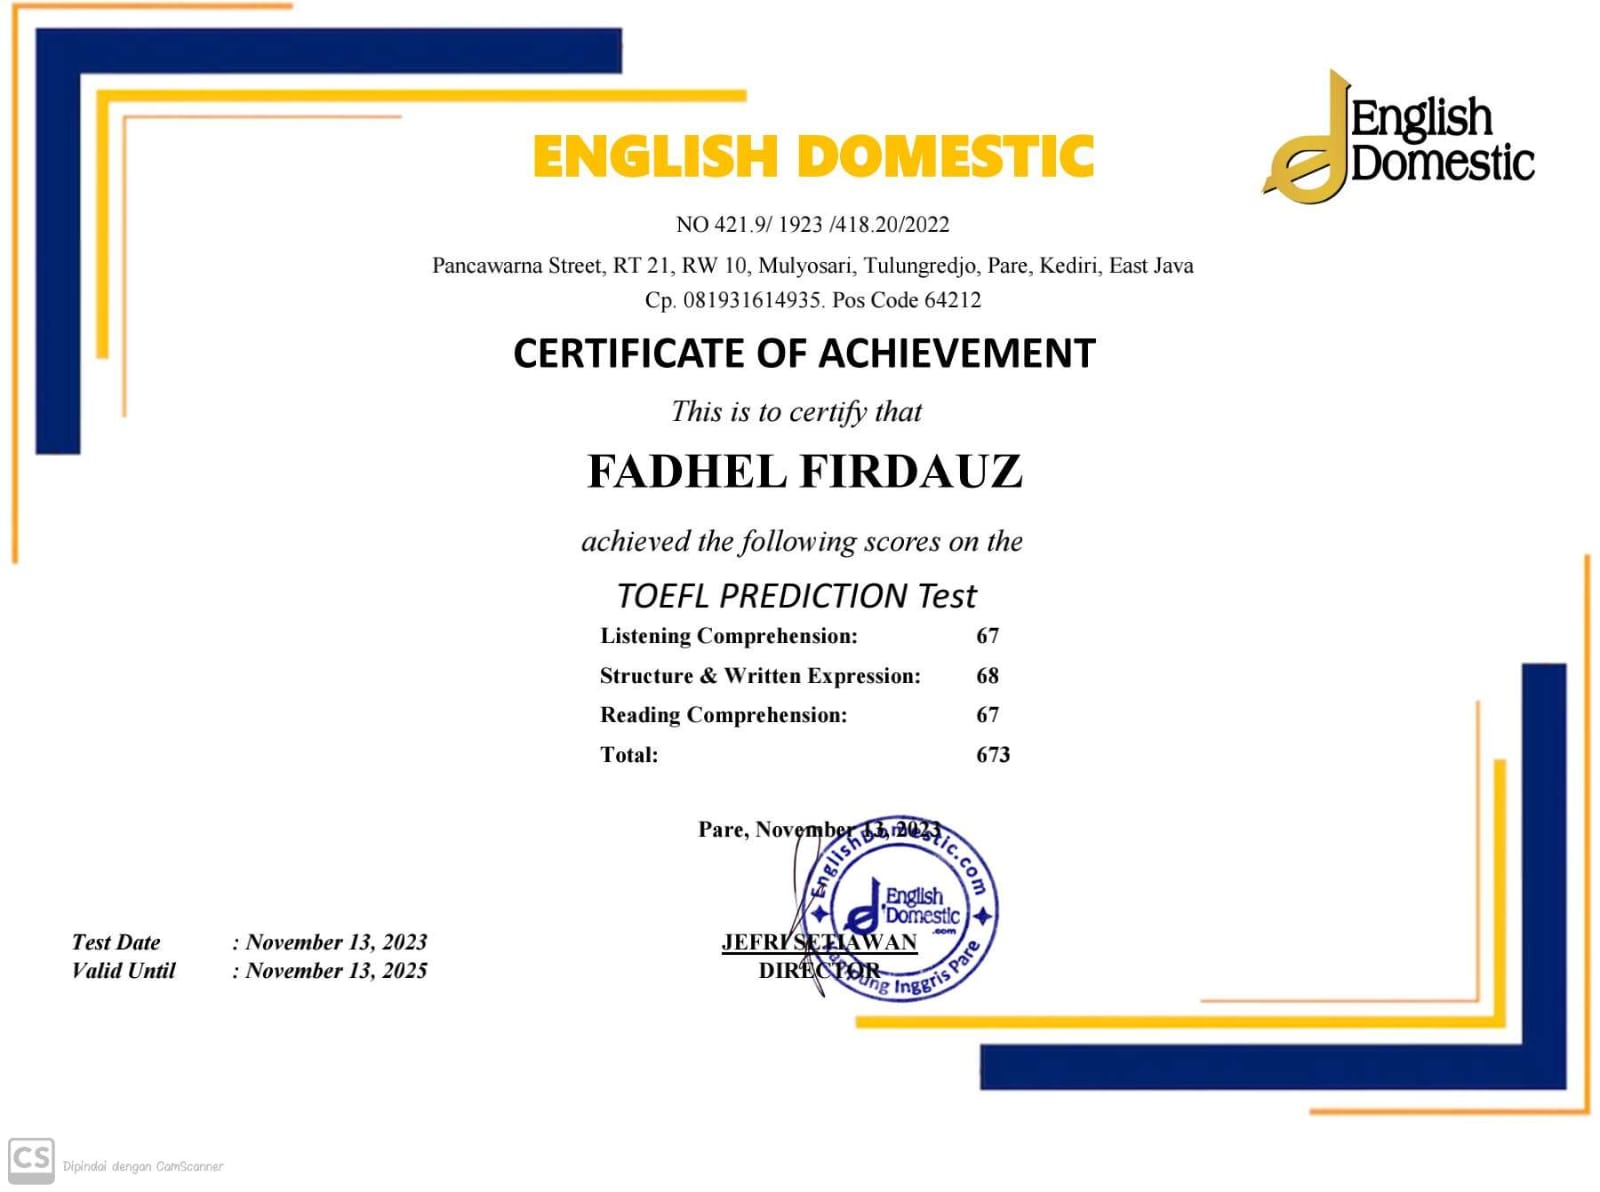 English
Domestic
ENGLISH DOMESTIC
NO 421.9/ 1923 /418.20/2022
Pancawarna Street, RT 21, RW 10, Mulyosari, Tulungredjo, Pare, Kediri, East Java
Cp. 081931614935. Pos Code 64212
CERTIFICATE OF ACHIEVEMENT
This is to certify that
FADHEL FIRDAUZ
achieved the following scores on the
TOEFL PREDICTION Test
Listening Comprehension: 67
Structure & Written Expression: 68
Reading Comprehension: 67
Total: 673
Pare, November 13, 2023
EnglishDomestic.com
English
Domestic
.com
Kampung Inggris Pare
JEFRI SETIAWAN
DIRECTOR
Test Date : November 13, 2023
Valid Until : November 13, 2025
CS Dipindai dengan CamScanner